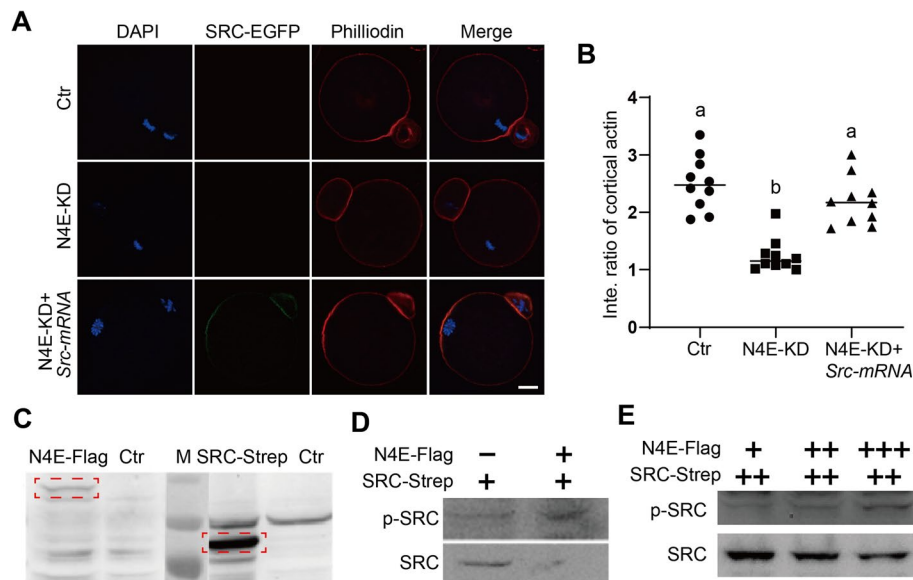 A
DAPI SRC-EGFP Philliodin Merge
Ctr
N4E-KD
N4E-KD+
Src-mRNA
B
Inte. ratio of cortical actin
4
3
2
1
0
a
b
a
Ctr N4E-KD N4E-KD+
Src-mRNA
C
N4E-Flag Ctr M SRC-Strep Ctr
D
N4E-Flag − +
SRC-Strep + +
p-SRC
SRC
E
N4E-Flag + ++ +++
SRC-Strep ++ ++ ++
p-SRC
SRC